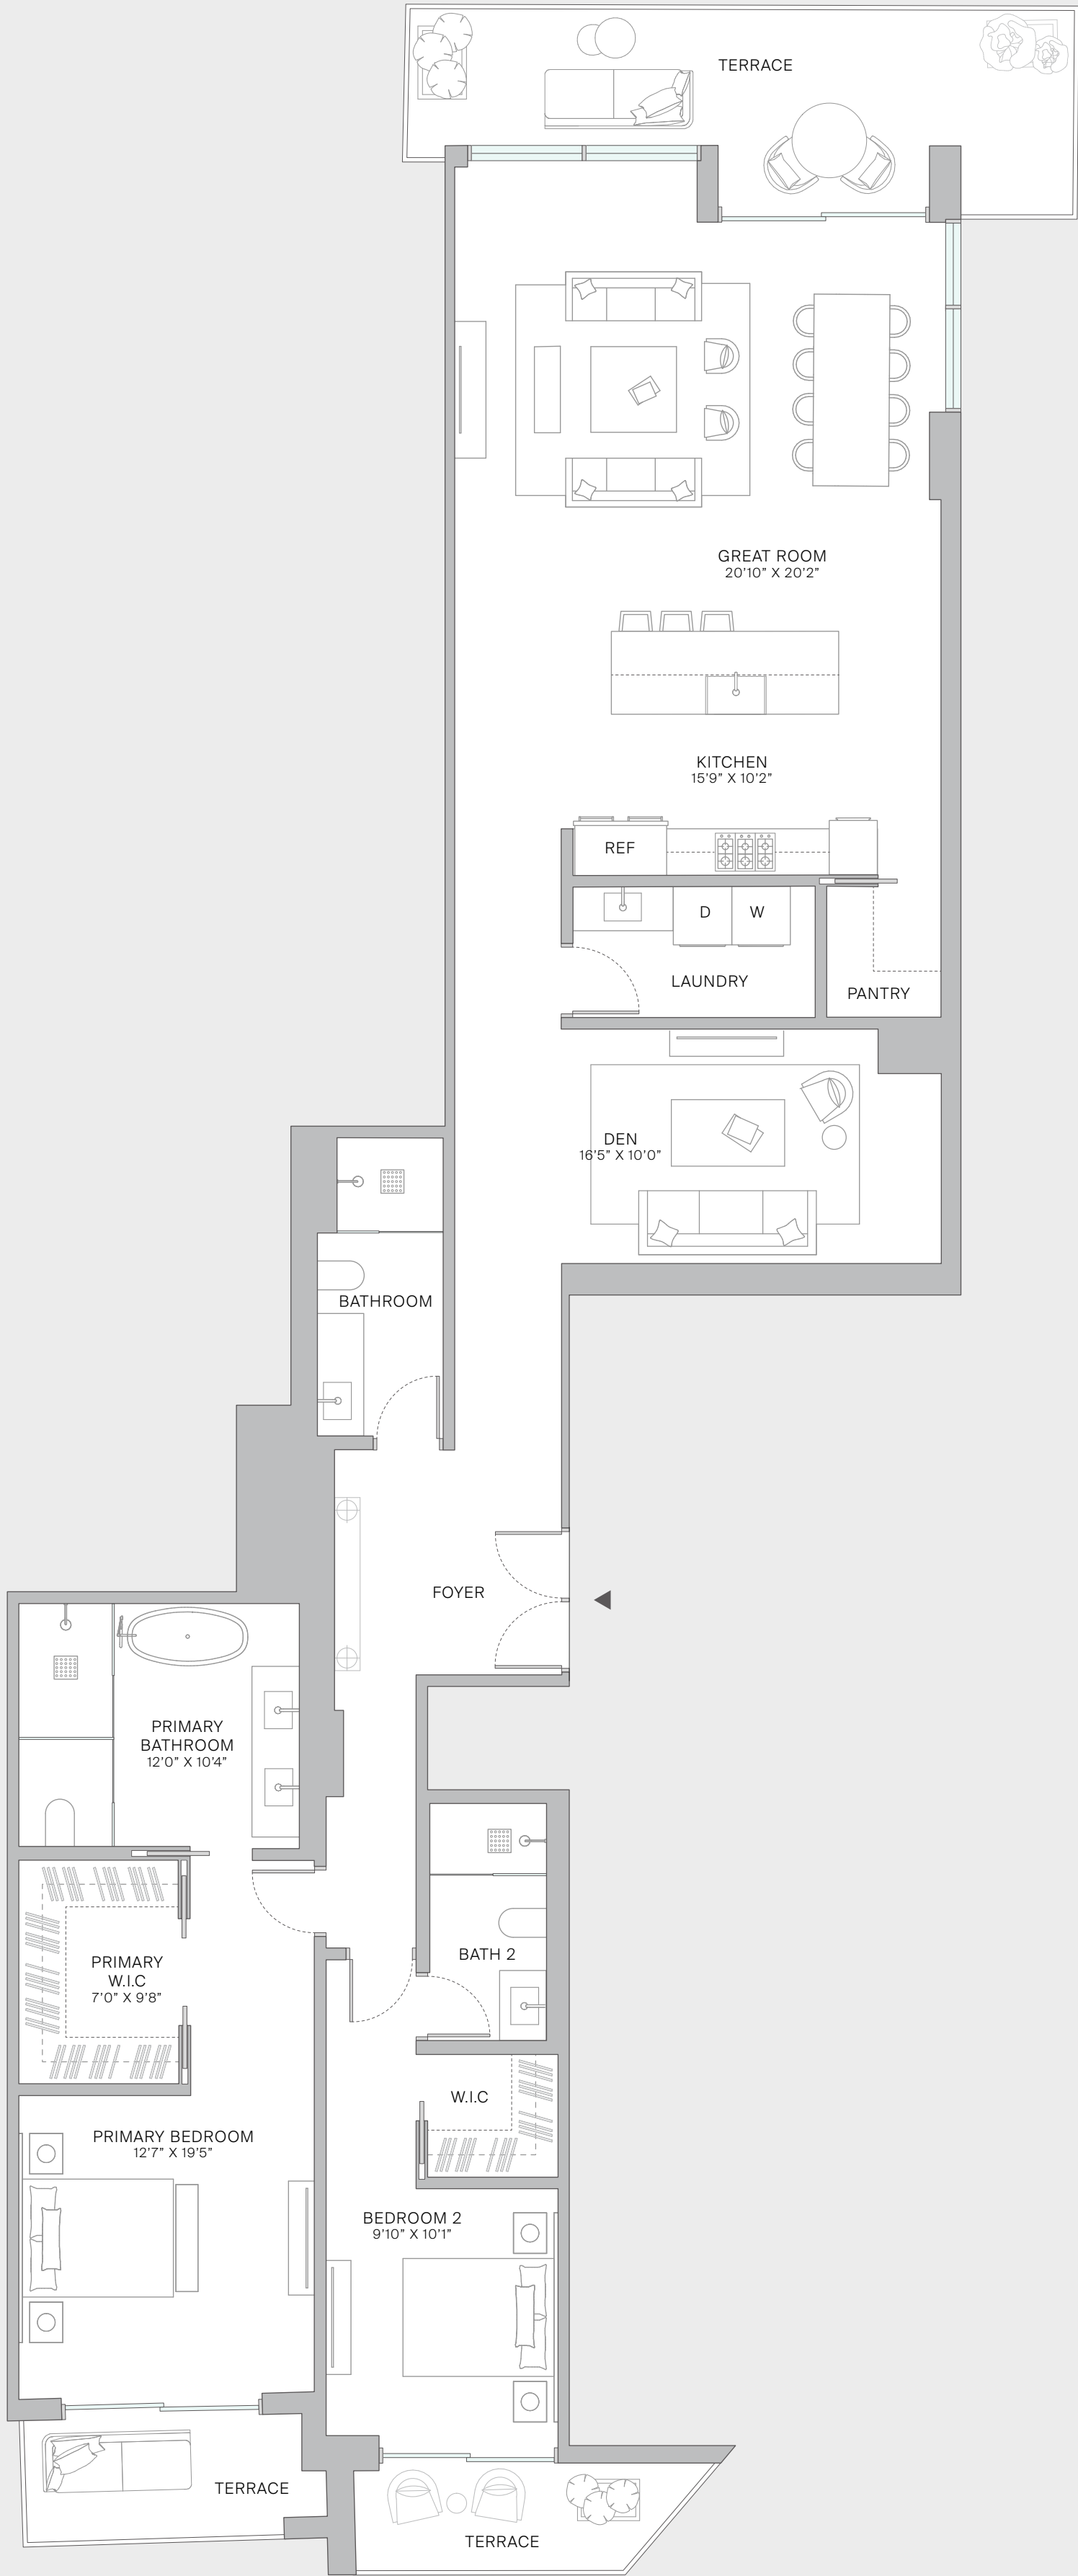 TERRACE
GREAT ROOM
20'10" X 20'2"
KITCHEN
15'9" X 10'2"
REF
D
W
LAUNDRY
PANTRY
DEN
16'5" X 10'0"
BATHROOM
FOYER
PRIMARY
BATHROOM
12'0" X 10'4"
BATH 2
PRIMARY
W.I.C
7'0" X 9'8"
W.I.C
PRIMARY BEDROOM
12'7" X 19'5"
BEDROOM 2
9'10" X 10'1"
TERRACE
TERRACE